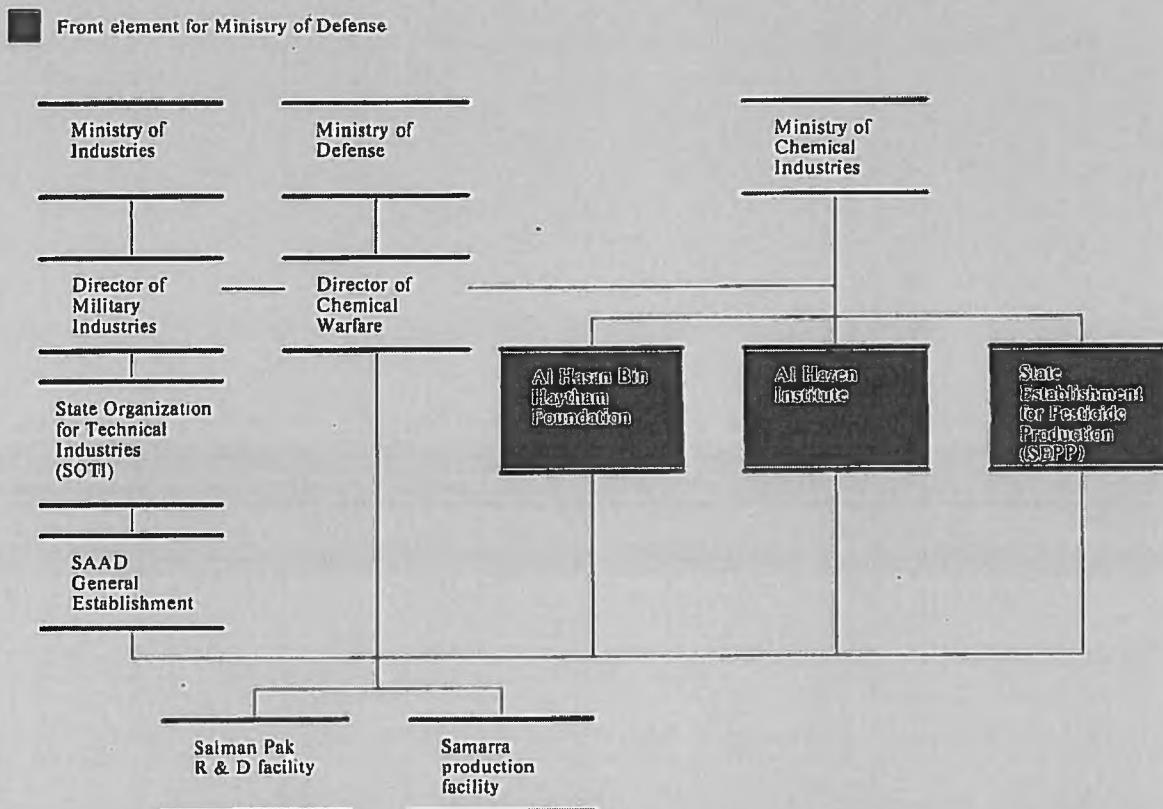 Front element for Ministry of Defense
Ministry of
Industries
Ministry of
Defense
Ministry of
Chemical
Industries
Director of
Military
Industries
Director of
Chemical
Warfare
Al Hasan Bin
Haytham
Foundation
Al Hazen
Institute
State
Establishment
for Pesticide
Production
(SEPP)
State Organization
for Technical
Industries
(SOTI)
SAAD
General
Establishment
Salman Pak
R & D facility
Samarra
production
facility